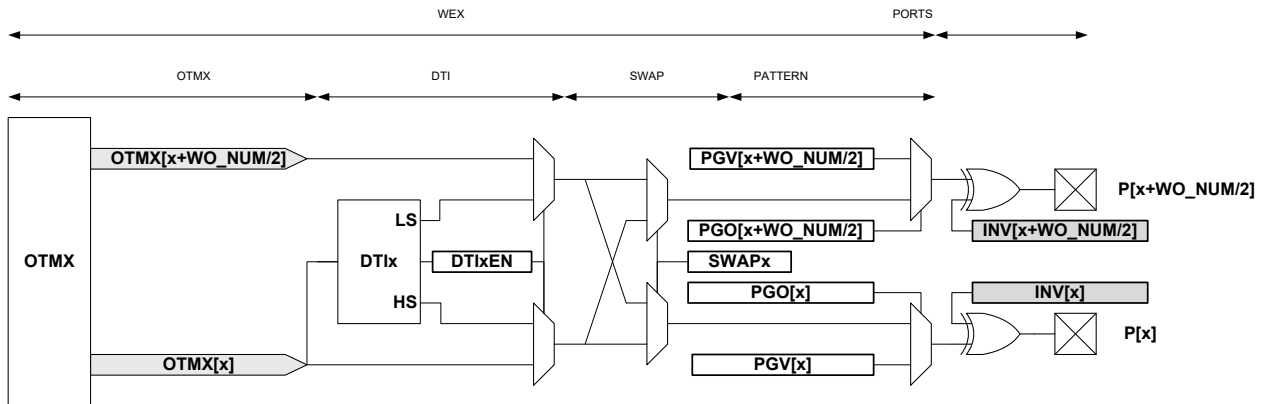 WEX
PORTS
OTMX
DTI
SWAP
PATTERN
OTMX[x+WO_NUM/2]
PGV[x+WO_NUM/2]
P[x+WO_NUM/2]
LS
PGO[x+WO_NUM/2]
INV[x+WO_NUM/2]
OTMX
DTIx
DTIxEN
SWAPx
HS
PGO[x]
INV[x]
P[x]
OTMX[x]
PGV[x]